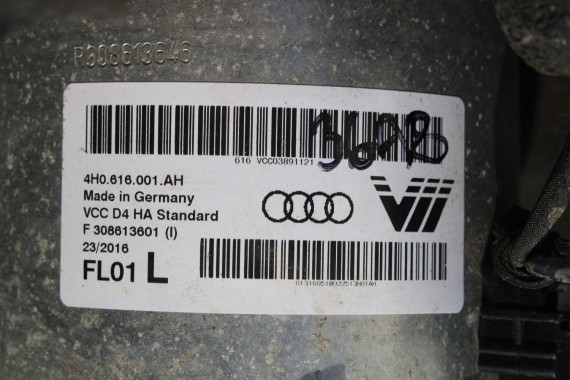 R308613646
616 VCC03891121
4H0.616.001.AH
Made in Germany
VCC D4 HA Standard
F 308613601 (I)
23/2016
FL01 L